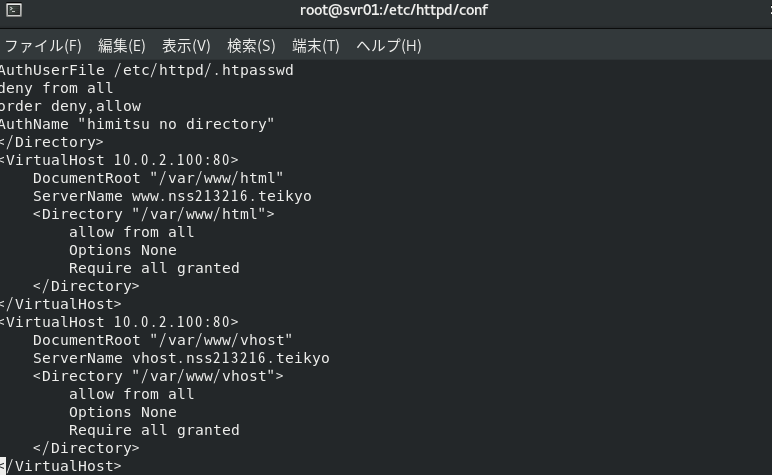 root@svr01:/etc/httpd/conf
ファイル(F) 編集(E) 表示(V) 検索(S) 端末(T) ヘルプ(H)
AuthUserFile /etc/httpd/.htpasswd
deny from all
order deny,allow
AuthName "himitsu no directory"
</Directory>
<VirtualHost 10.0.2.100:80>
    DocumentRoot "/var/www/html"
    ServerName www.nss213216.teikyo
    <Directory "/var/www/html">
        allow from all
        Options None
        Require all granted
    </Directory>
</VirtualHost>
<VirtualHost 10.0.2.100:80>
    DocumentRoot "/var/www/vhost"
    ServerName vhost.nss213216.teikyo
    <Directory "/var/www/vhost">
        allow from all
        Options None
        Require all granted
    </Directory>
</VirtualHost>